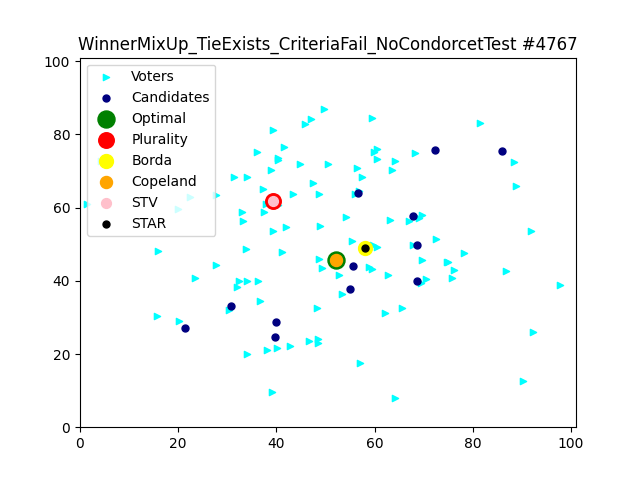 WinnerMixUp_TieExists_CriteriaFail_NoCondorcetTest #4767
100
80
60
40
20
0
0 20 40 60 80 100
Voters
Candidates
Optimal
Plurality
Borda
Copeland
STV
STAR